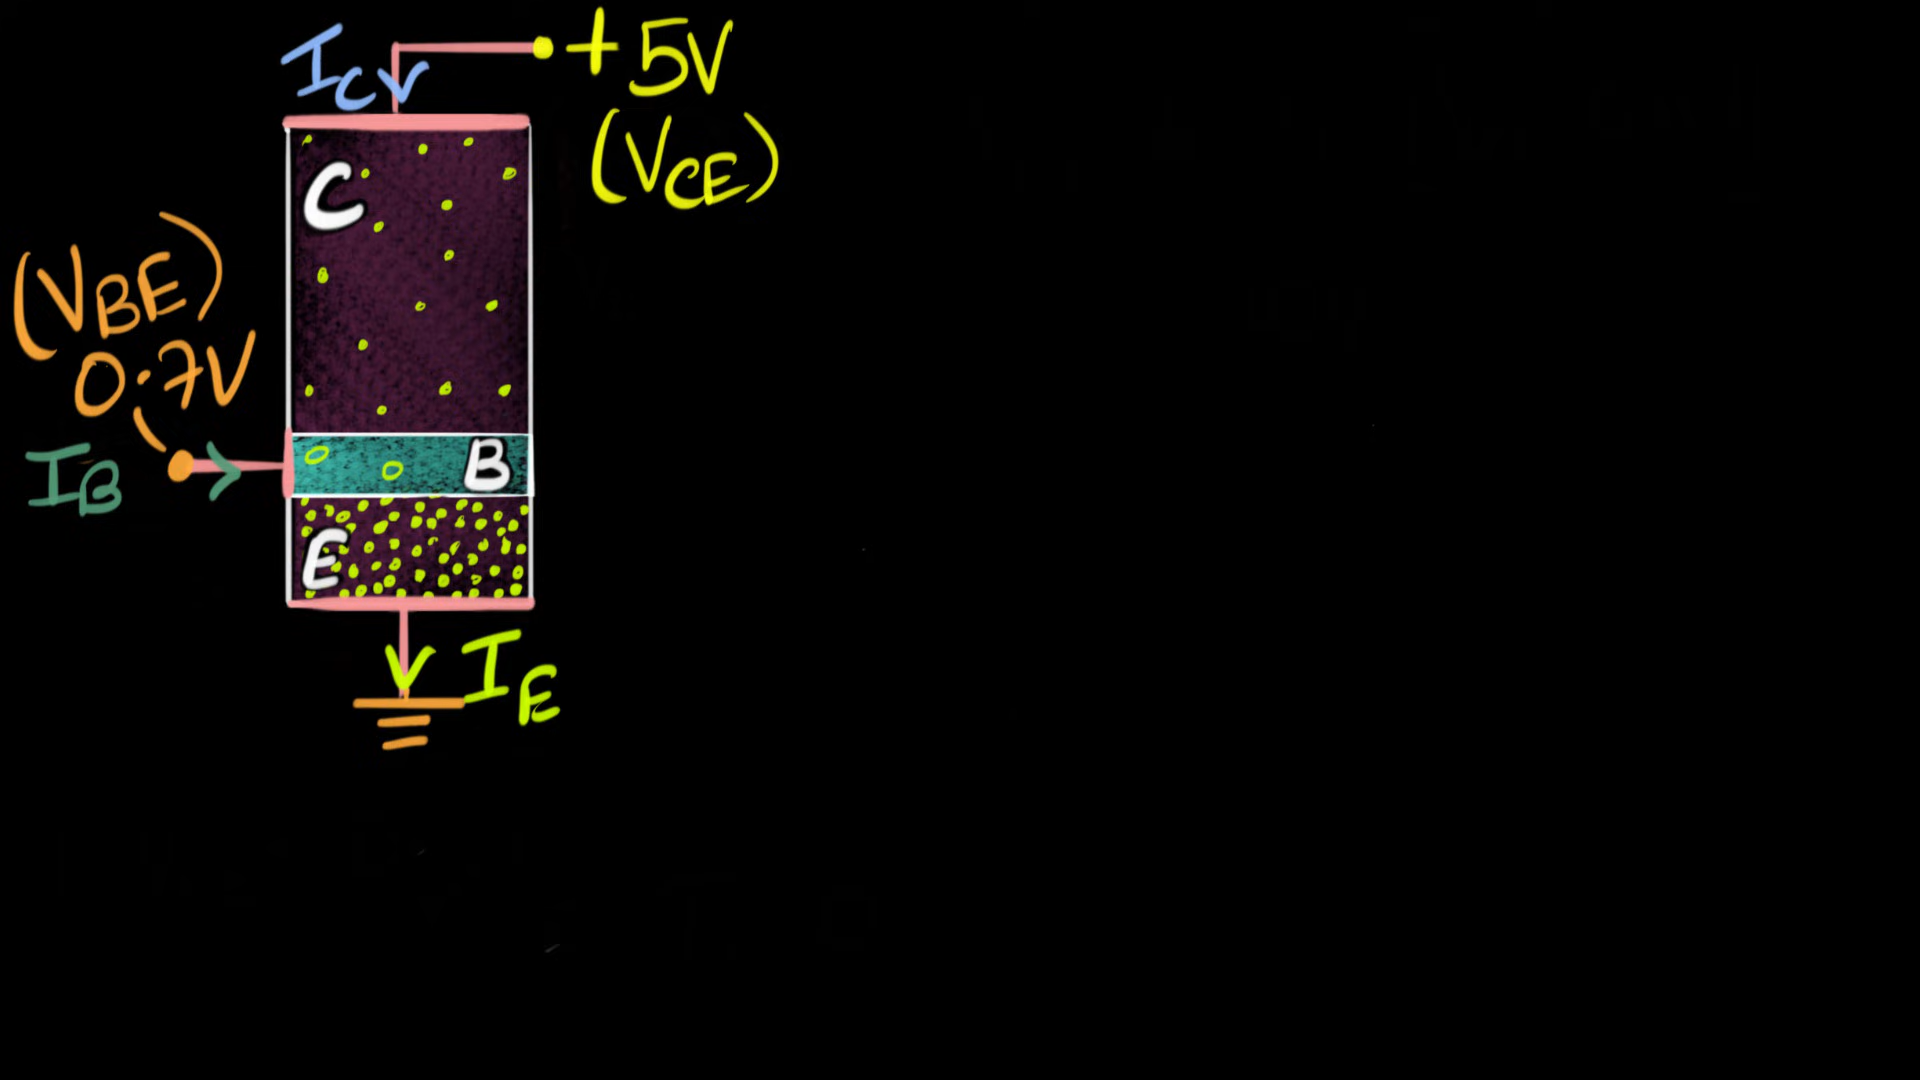 I_C
+5V
(V_CE)
C
(V_BE)
0.7V
I_B
B
E
I_E